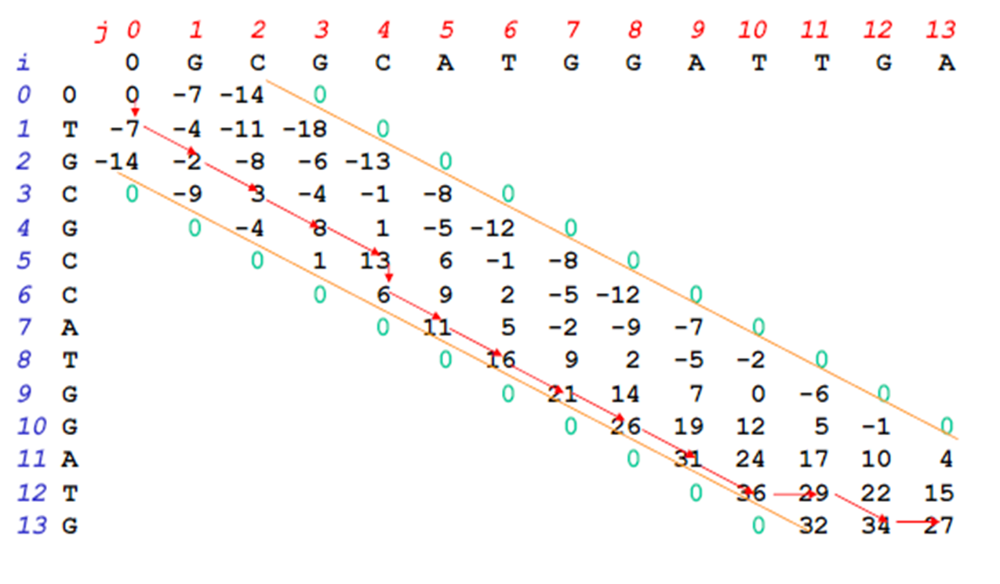 j 0 1 2 3 4 5 6 7 8 9 10 11 12 13
i O G C G C A T G G A T T G A
0 O 0 -7 -14 0
1 T -7 -4 -11 -18 0
2 G -14 -2 -8 -6 -13 0
3 C 0 -9 3 -4 -1 -8 0
4 G 0 -4 8 1 -5 -12 0
5 C 0 1 13 6 -1 -8 0
6 C 0 6 9 2 -5 -12 0
7 A 0 11 5 -2 -9 -7 0
8 T 0 16 9 2 -5 -2 0
9 G 0 21 14 7 0 -6 0
10 G 0 26 19 12 5 -1 0
11 A 0 31 24 17 10 4
12 T 0 36 29 22 15
13 G 0 32 34 27